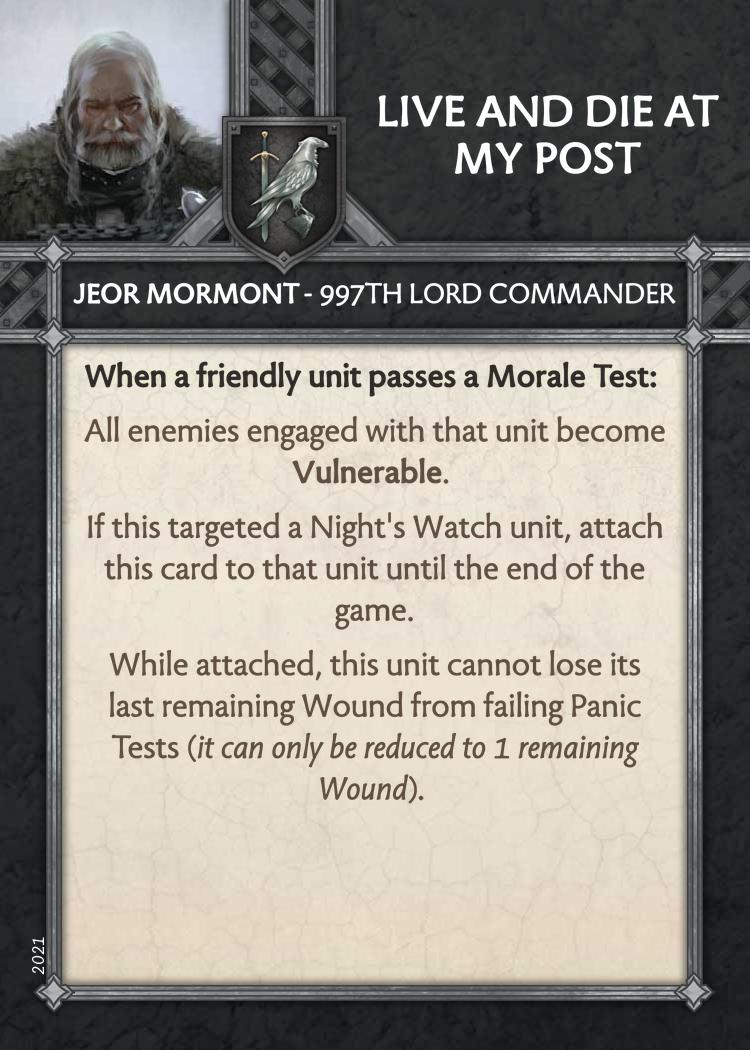 LIVE AND DIE AT
MY POST
JEOR MORMONT - 997TH LORD COMMANDER
When a friendly unit passes a Morale Test:
All enemies engaged with that unit become
Vulnerable.
If this targeted a Night's Watch unit, attach
this card to that unit until the end of the
game.
While attached, this unit cannot lose its
last remaining Wound from failing Panic
Tests (it can only be reduced to 1 remaining
Wound).
2021